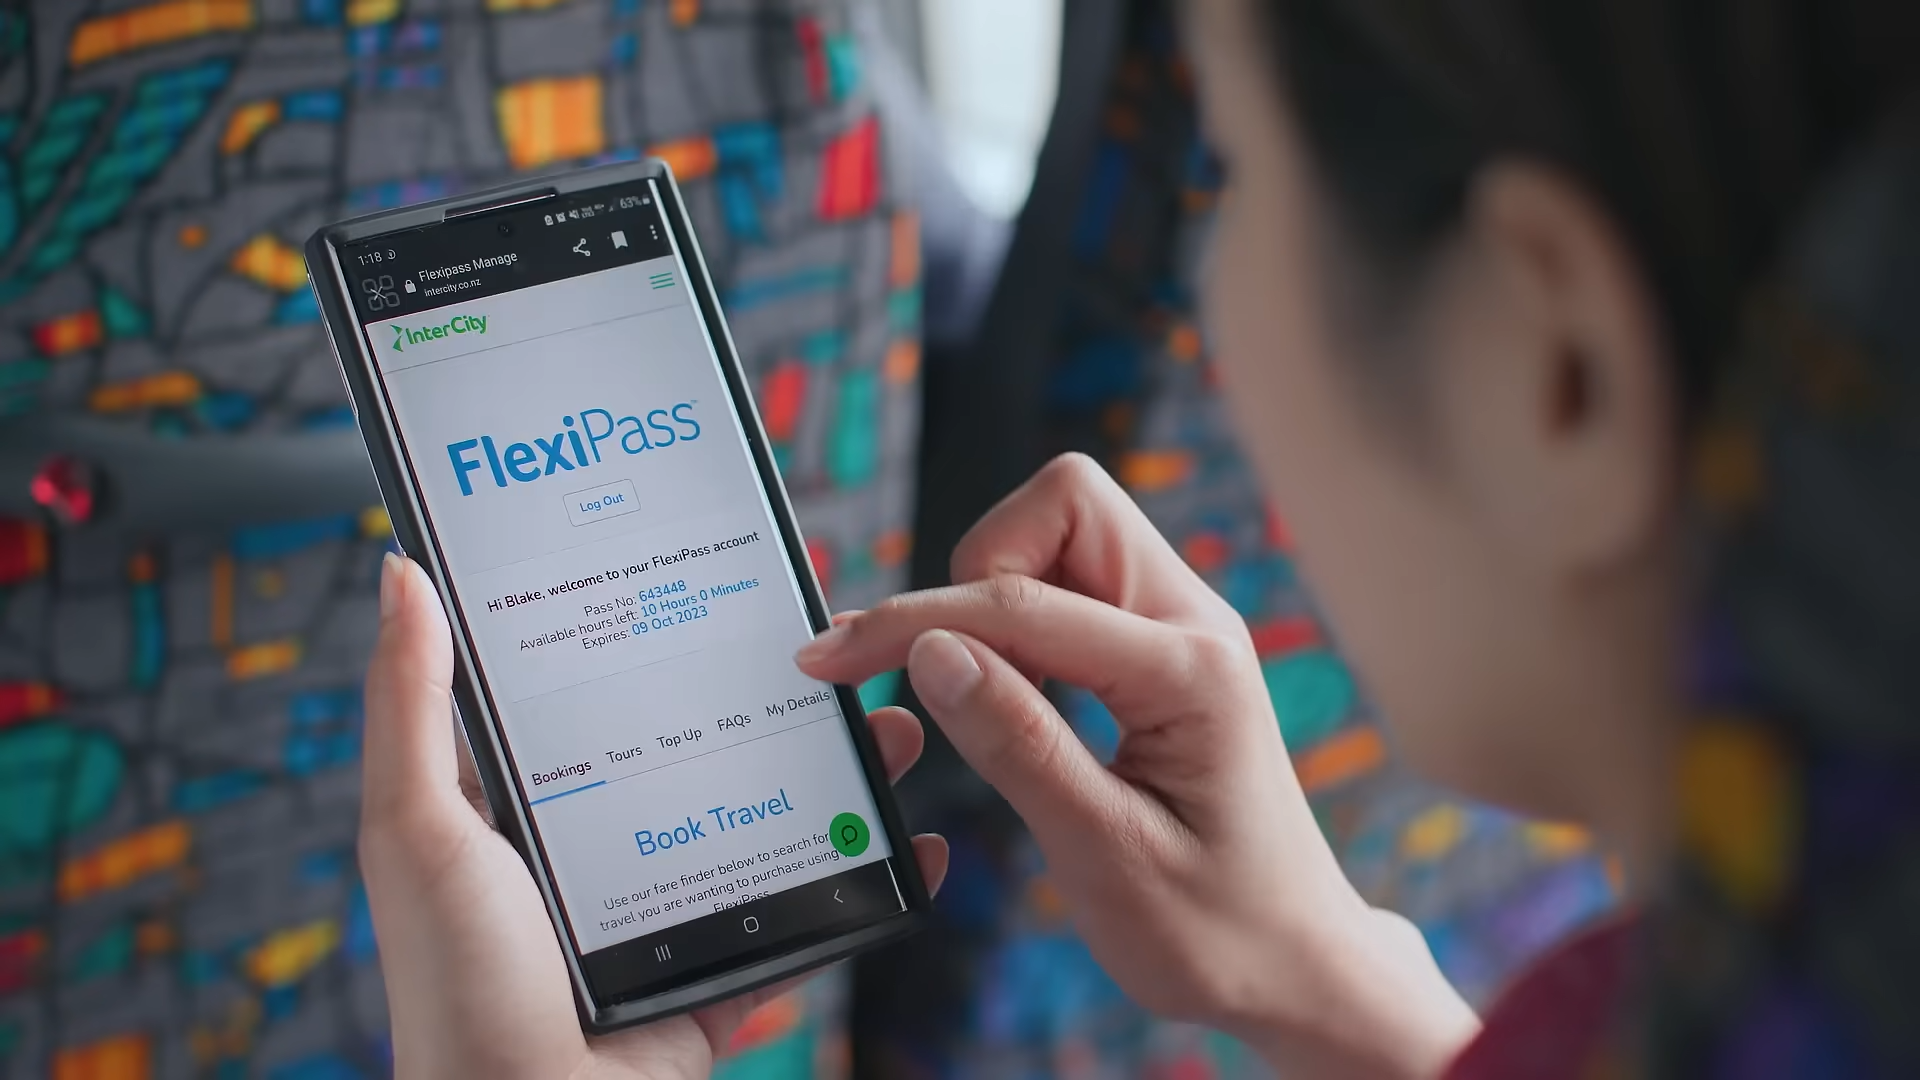 1:18
63%
Flexipass Manage
intercity.co.nz
InterCity
FlexiPass™
Log Out
Hi Blake, welcome to your FlexiPass account
Pass No: 643448
Available hours left: 10 Hours 0 Minutes
Expires: 09 Oct 2023
Bookings Tours Top Up FAQs My Details
Book Travel
Use our fare finder below to search for
travel you are wanting to purchase using
FlexiPass